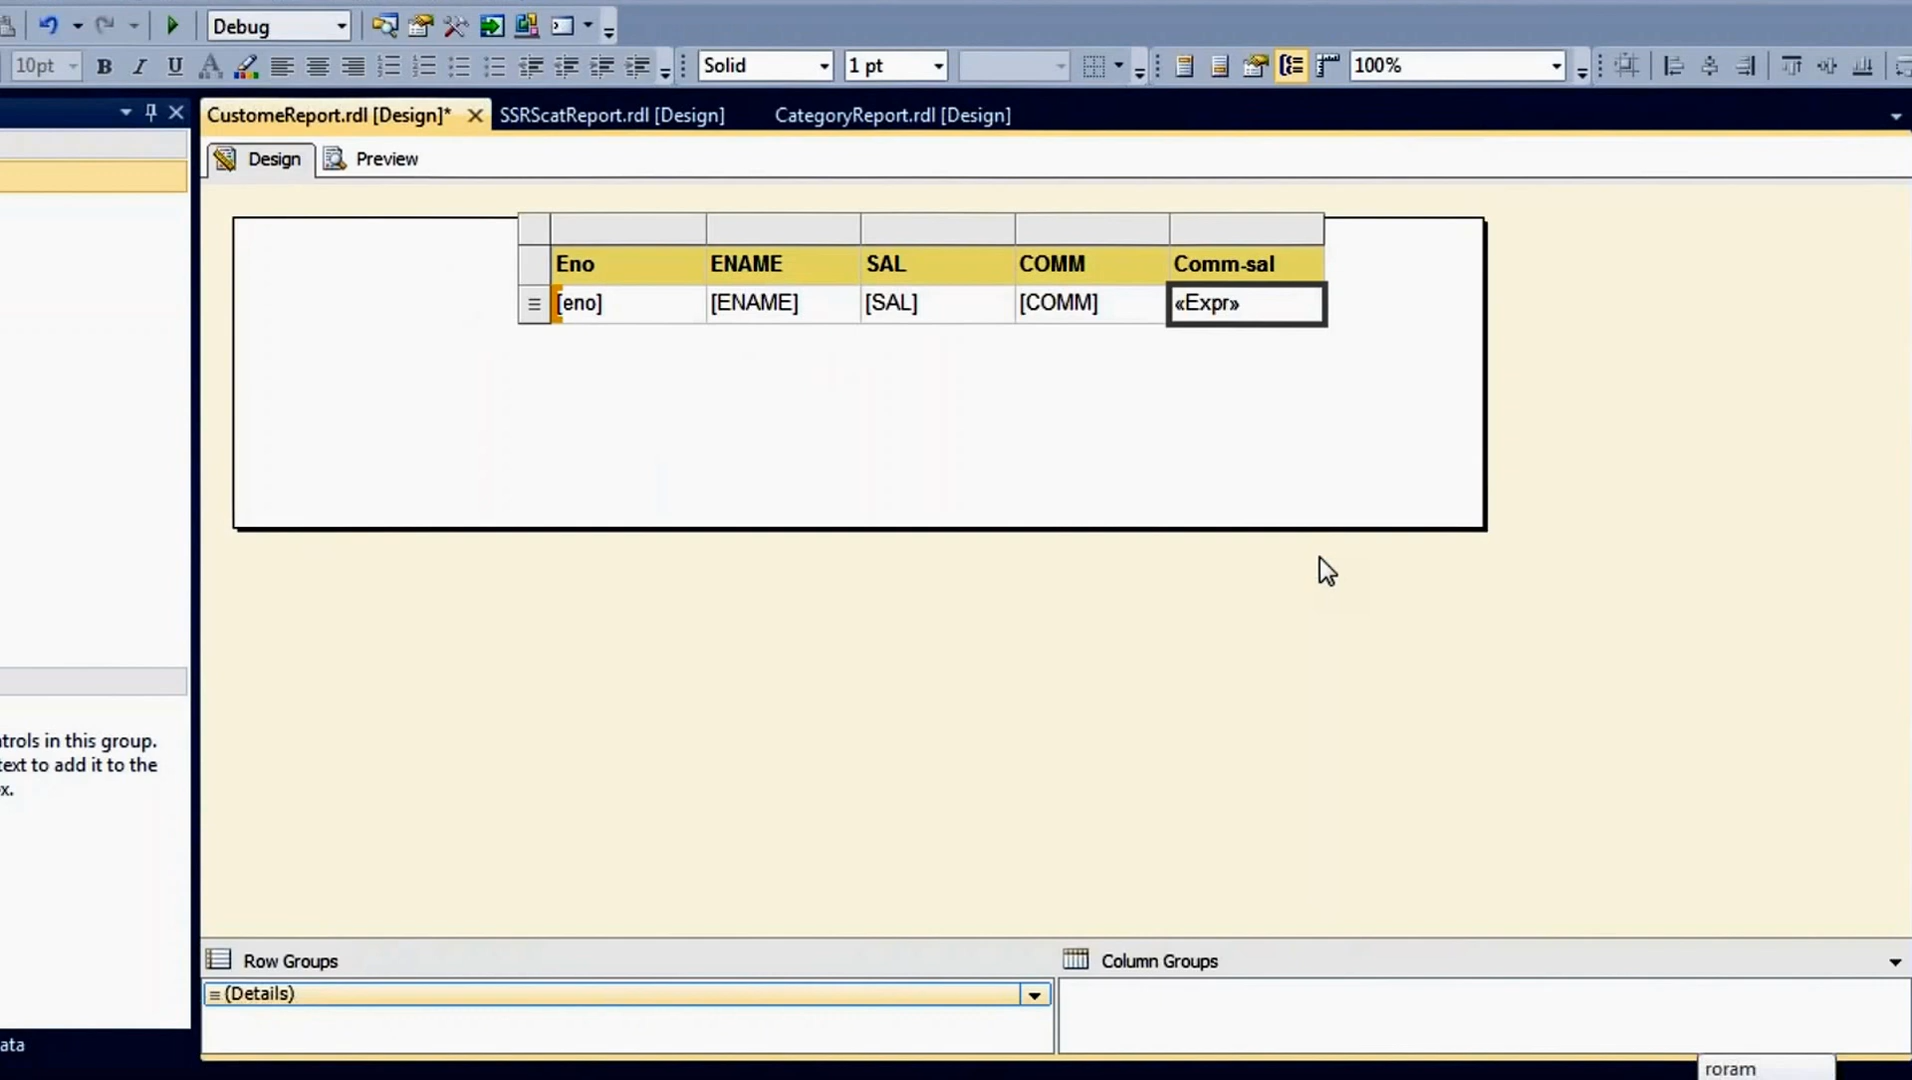 Debug
10pt B I U A Solid 1 pt 100%
CustomeReport.rdl [Design]* SSRScatReport.rdl [Design] CategoryReport.rdl [Design]
Design Preview
Eno ENAME SAL COMM Comm-sal
[eno] [ENAME] [SAL] [COMM] «Expr»
trols in this group.
text to add it to the
x.
Row Groups Column Groups
(Details)
ata
roram